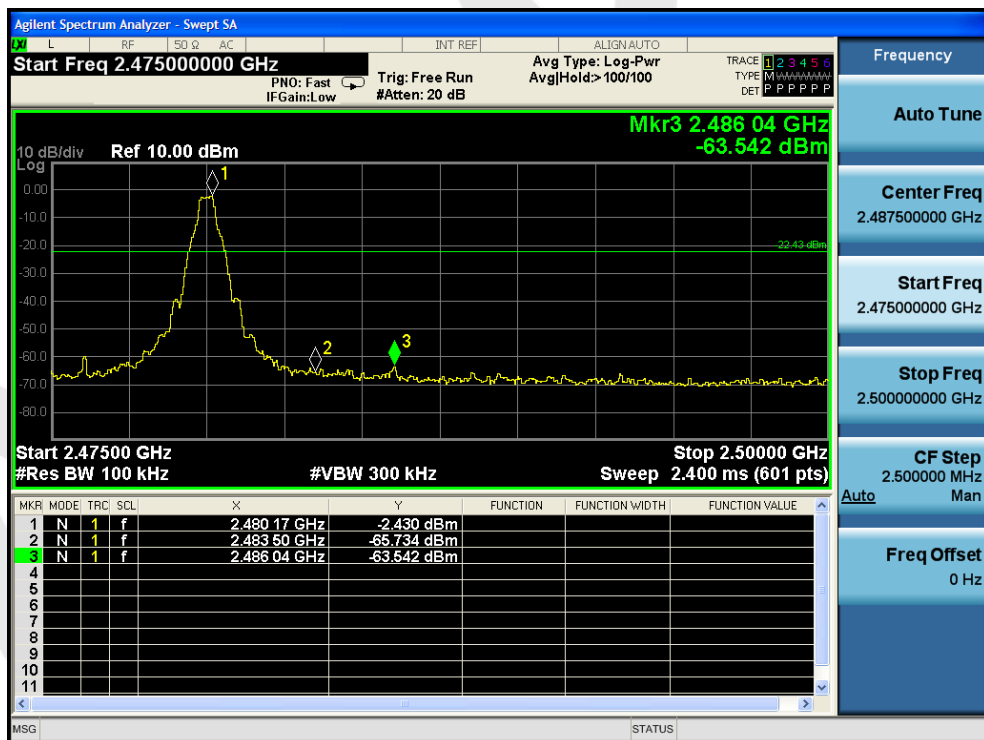 Agilent Spectrum Analyzer - Swept SA
LXI L RF 50 Ω AC INT REF ALIGN AUTO
Start Freq 2.475000000 GHz
PNO: Fast
IFGain:Low
Trig: Free Run
#Atten: 20 dB
Avg Type: Log-Pwr
Avg|Hold:>100/100
TRACE 1 2 3 4 5 6
TYPE M
DET P P P P P P
Mkr3 2.486 04 GHz
-63.542 dBm
10 dB/div Ref 10.00 dBm
Log
1
0.00
-10.0
-20.0
22.43 dBm
-30.0
-40.0
-50.0
2
3
-60.0
-70.0
-80.0
Start 2.47500 GHz Stop 2.50000 GHz
#Res BW 100 kHz #VBW 300 kHz Sweep 2.400 ms (601 pts)
MKR MODE TRC SCL X Y FUNCTION FUNCTION WIDTH FUNCTION VALUE
1 N 1 f 2.480 17 GHz -2.430 dBm
2 N 1 f 2.483 50 GHz -65.734 dBm
3 N 1 f 2.486 04 GHz -63.542 dBm
4
5
6
7
8
9
10
11
MSG STATUS
Frequency
Auto Tune
Center Freq
2.487500000 GHz
Start Freq
2.475000000 GHz
Stop Freq
2.500000000 GHz
CF Step
2.500000 MHz
Auto Man
Freq Offset
0 Hz